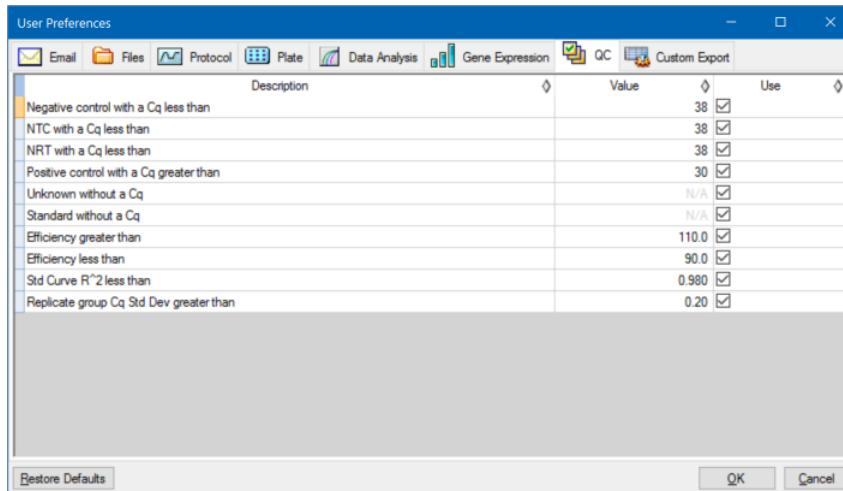 User Preferences
Email Files Protocol Plate Data Analysis Gene Expression QC Custom Export
Description Value Use
Negative control with a Cq less than 38
NTC with a Cq less than 38
NRT with a Cq less than 38
Positive control with a Cq greater than 30
Unknown without a Cq N/A
Standard without a Cq N/A
Efficiency greater than 110.0
Efficiency less than 90.0
Std Curve R^2 less than 0.980
Replicate group Cq Std Dev greater than 0.20
Restore Defaults OK Cancel